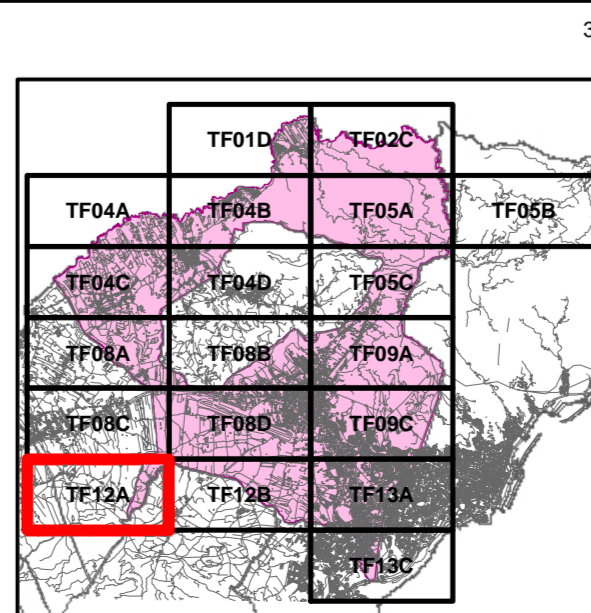 3
TF01D TF02C
TF04A TF04B TF05A TF05B
TF04C TF04D TF05C
TF08A TF08B TF09A
TF08C TF08D TF09C
TF12A TF12B TF13A
TF13C